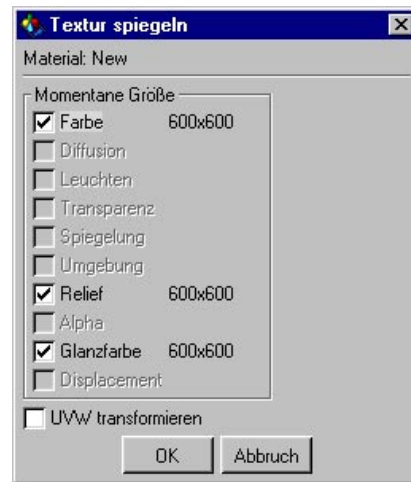 Textur spiegeln
Material: New
Momentane Größe
Farbe 600x600
Diffusion
Leuchten
Transparenz
Spiegelung
Umgebung
Relief 600x600
Alpha
Glanzfarbe 600x600
Displacement
UVW transformieren
OK Abbruch